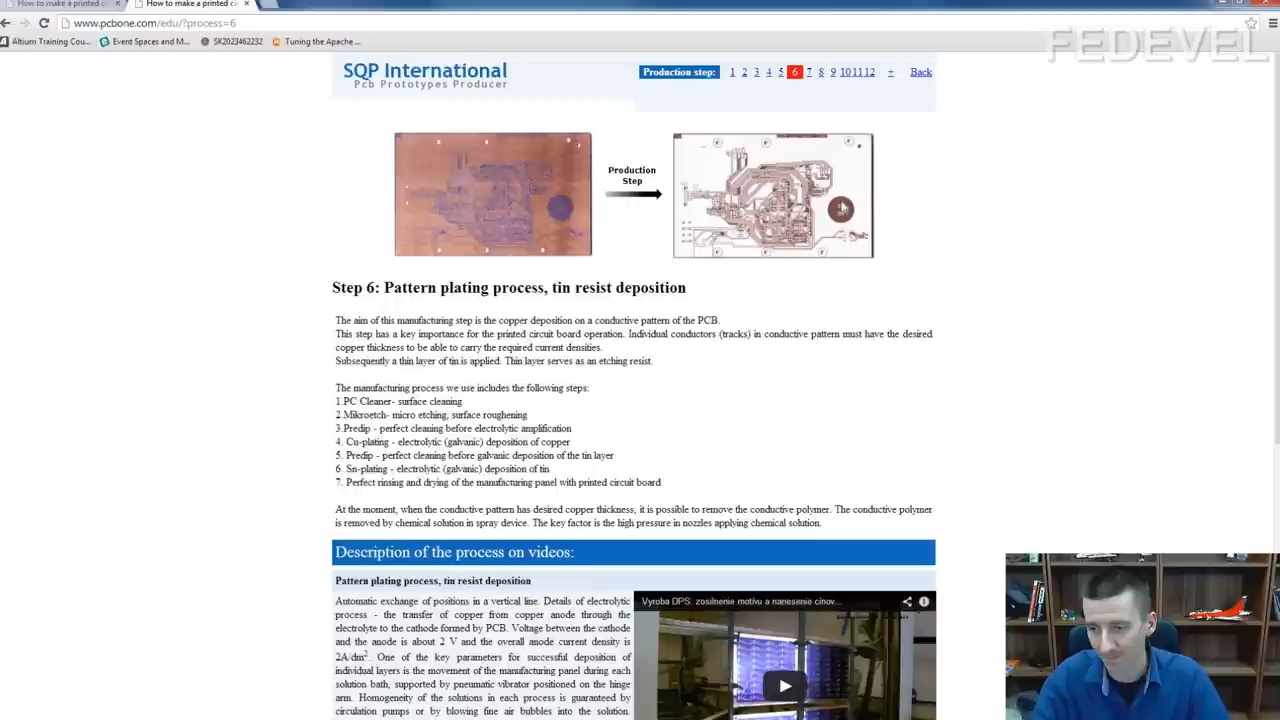 How to make a printed ci
How to make a printed ci
www.pcbone.com/edu/?process=6
Altium Training Cou...
Event Spaces and M...
SK2023462232
Tuning the Apache ...
FEDEVEL
SQP International
Pcb Prototypes Producer
Production step: 1 2 3 4 5 6 7 8 9 10 11 12 + Back
Production
Step
Step 6: Pattern plating process, tin resist deposition
The aim of this manufacturing step is the copper deposition on a conductive pattern of the PCB.
This step has a key importance for the printed circuit board operation. Individual conductors (tracks) in conductive pattern must have the desired
copper thickness to be able to carry the required current densities.
Subsequently a thin layer of tin is applied. Thin layer serves as an etching resist.
The manufacturing process we use includes the following steps:
1.PC Cleaner- surface cleaning
2.Mikroetch- micro etching, surface roughening
3.Predip - perfect cleaning before electrolytic amplification
4. Cu-plating - electrolytic (galvanic) deposition of copper
5. Predip - perfect cleaning before galvanic deposition of the tin layer
6. Sn-plating - electrolytic (galvanic) deposition of tin
7. Perfect rinsing and drying of the manufacturing panel with printed circuit board
At the moment, when the conductive pattern has desired copper thickness, it is possible to remove the conductive polymer. The conductive polymer
is removed by chemical solution in spray device. The key factor is the high pressure in nozzles applying chemical solution.
Description of the process on videos:
Pattern plating process, tin resist deposition
Automatic exchange of positions in a vertical line. Details of electrolytic
process - the transfer of copper from copper anode through the
electrolyte to the cathode formed by PCB. Voltage between the cathode
and the anode is about 2 V and the overall anode current density is
2A/dm². One of the key parameters for successful deposition of
individual layers is the movement of the manufacturing panel during each
solution bath, supported by pneumatic vibrator positioned on the hinge
arm. Homogeneity of the solutions in each process is guaranteed by
circulation pumps or by blowing fine air bubbles into the solution.
Vyroba DPS: zosilnenie motívu a nanesenie cínov...